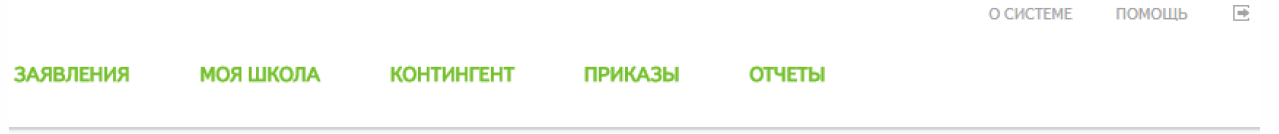 О СИСТЕМЕ ПОМОЩЬ
ЗАЯВЛЕНИЯ МОЯ ШКОЛА КОНТИНГЕНТ ПРИКАЗЫ ОТЧЕТЫ